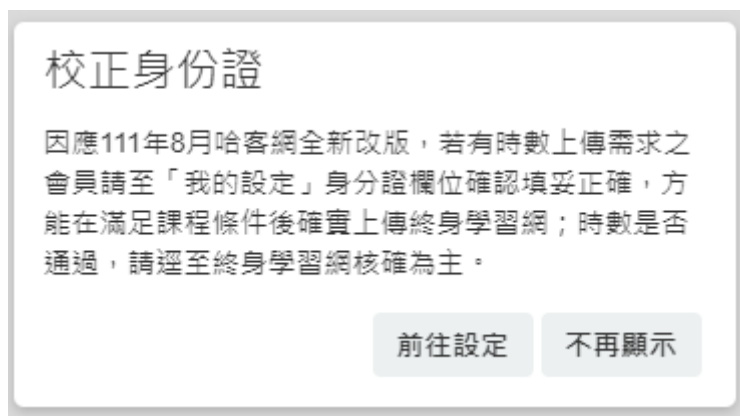 校正身份證
因應111年8月哈客網全新改版，若有時數上傳需求之
會員請至「我的設定」身分證欄位確認填妥正確，方
能在滿足課程條件後確實上傳終身學習網；時數是否
通過，請逕至終身學習網核確為主。
前往設定 不再顯示